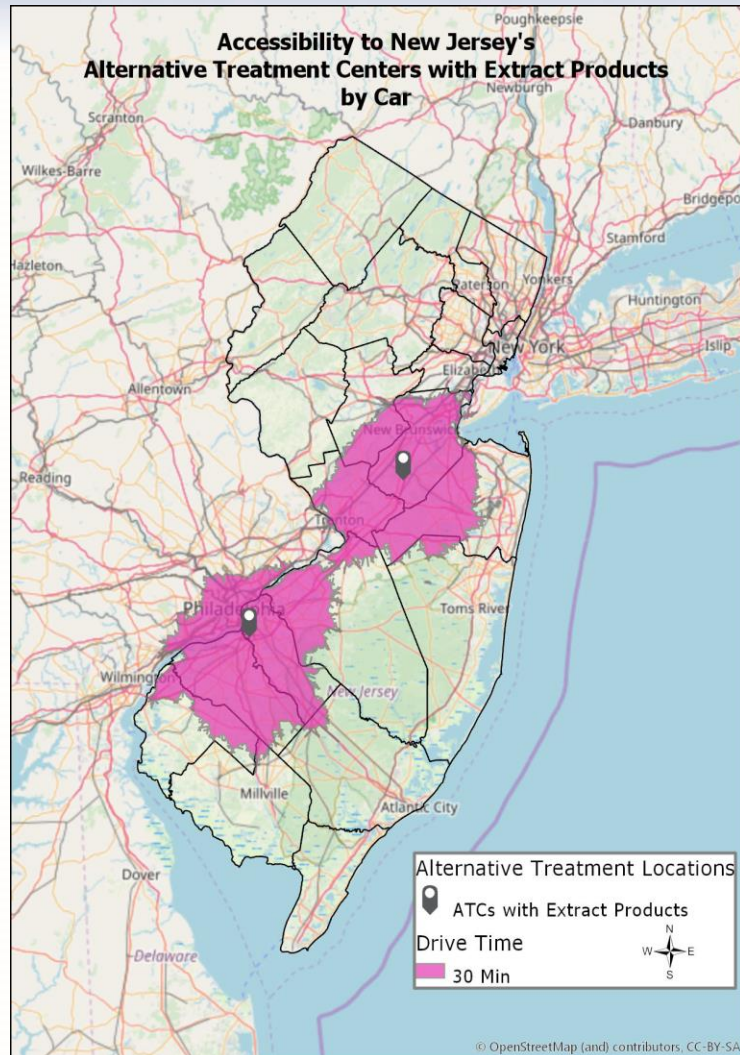 Poughkeepsie
Accessibility to New Jersey's
Alternative Treatment Centers with Extract Products
by Car
Newburgh
Scranton
Danbury
Wilkes-Barre
Bridgepo
Stamford
Hazleton
Paterson
Yonkers
Huntington
New York
Islip
Elizabeth
Allentown
New Brunswick
Reading
Trenton
Philadelphia
Toms River
Wilmington
New Jersey
Millville
Atlantic City
Dover
Delaware
Alternative Treatment Locations
ATCs with Extract Products
Drive Time
30 Min
N
W E
S
© OpenStreetMap (and) contributors, CC-BY-SA